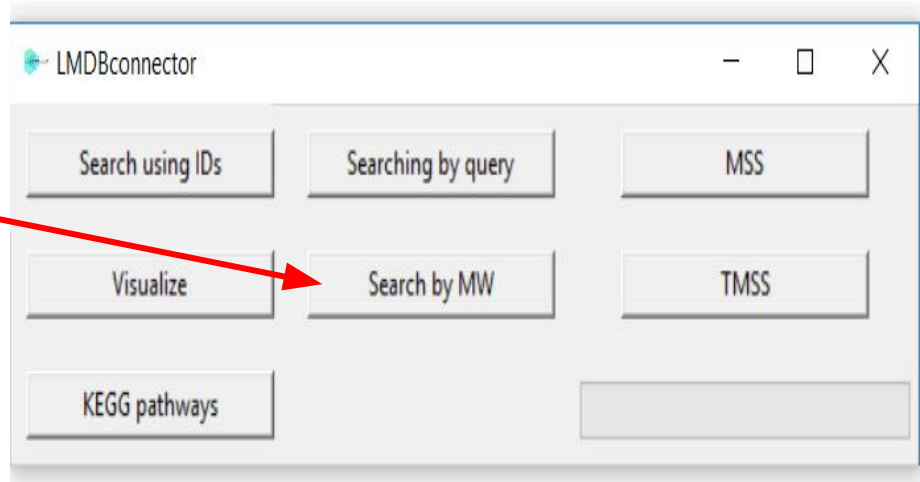 LMDBconnector
Search using IDs
Searching by query
MSS
Visualize
Search by MW
TMSS
KEGG pathways